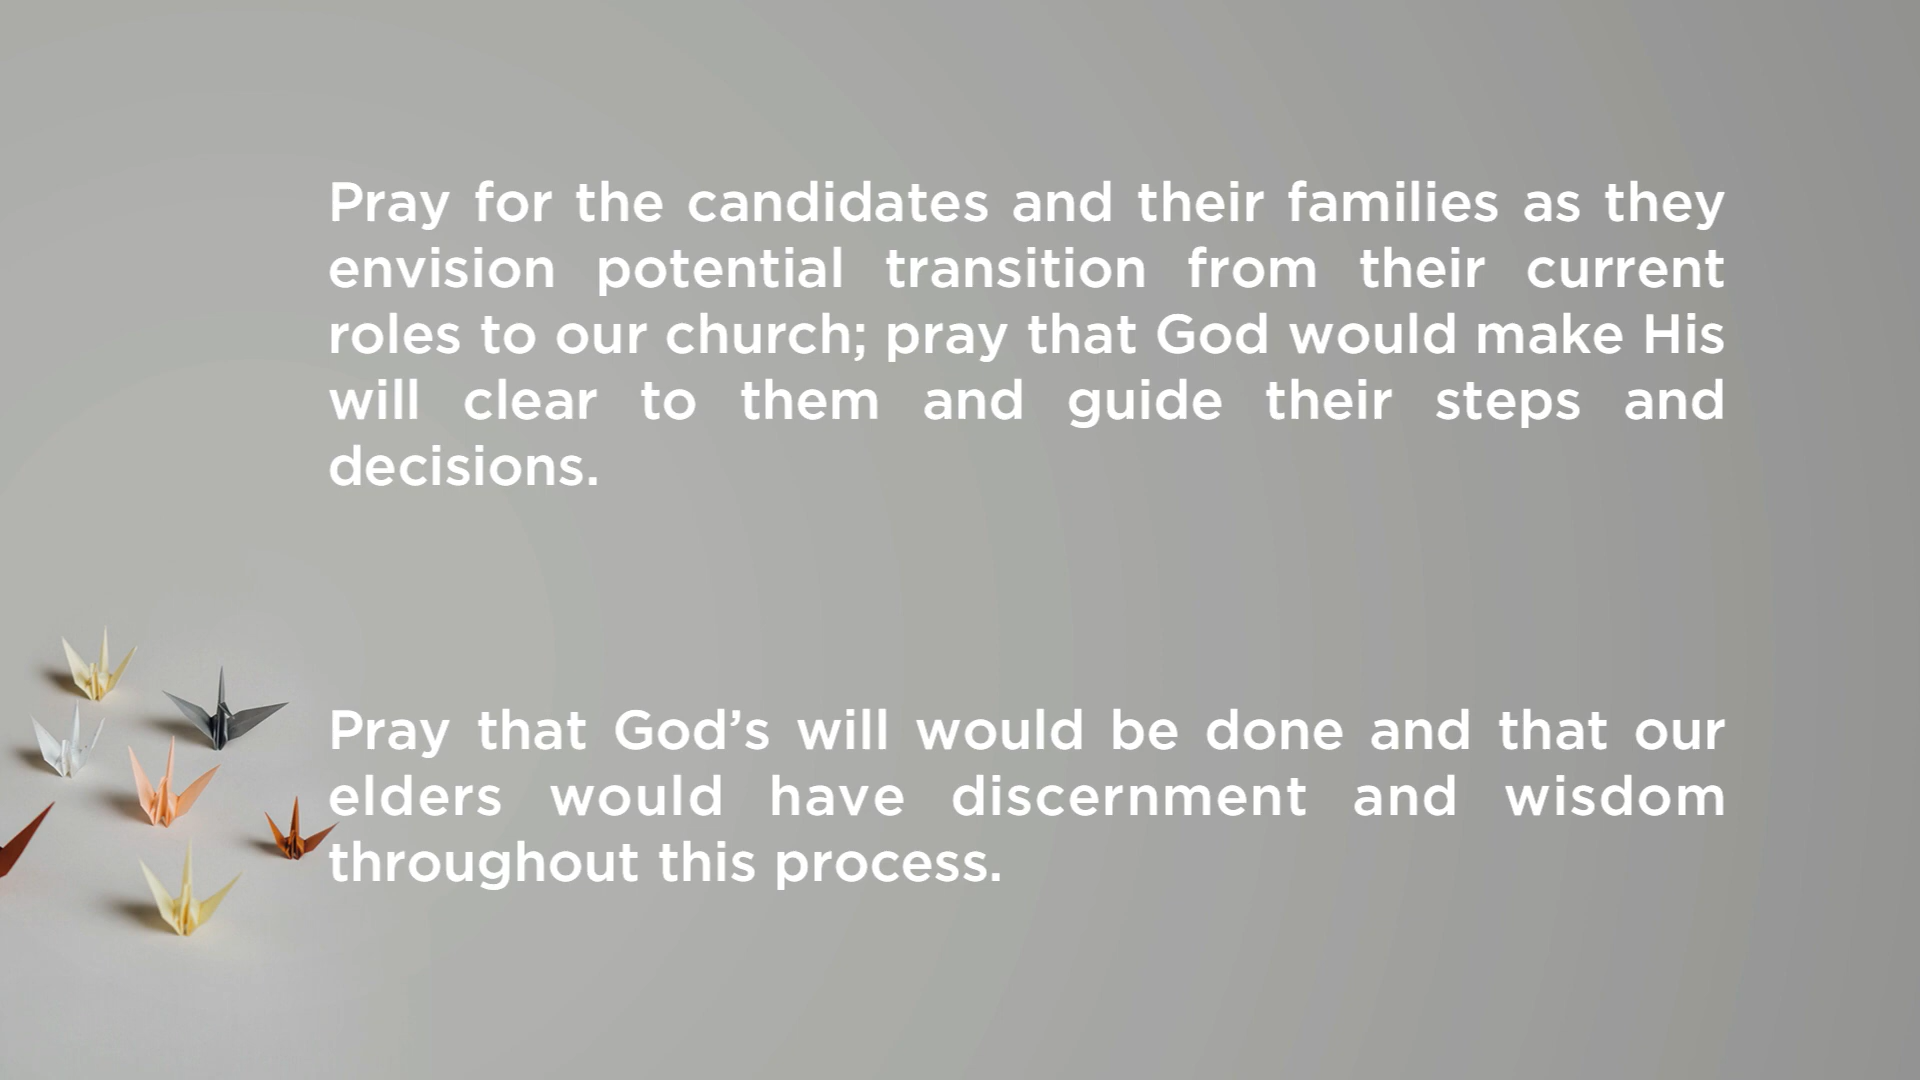 Pray for the candidates and their families as they
envision potential transition from their current
roles to our church; pray that God would make His
will clear to them and guide their steps and
decisions.
Pray that God’s will would be done and that our
elders would have discernment and wisdom
throughout this process.